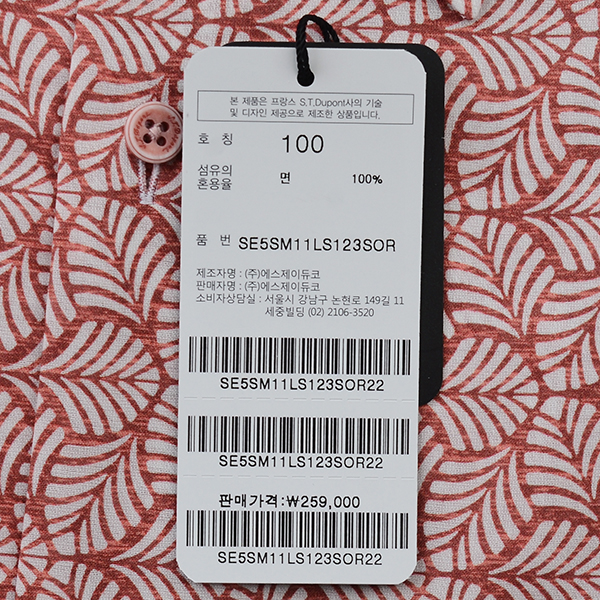 본 제품은 프랑스 S.T.Dupont사의 기술
및 디자인 제공으로 제조한 상품입니다.
호 칭 100
섬유의
혼용율 면 100%
품 번 SE5SM11LS123SOR
제조자명 : (주)에스제이듀코
판매자명 : (주)에스제이듀코
소비자상담실 : 서울시 강남구 논현로 149길 11
세중빌딩 (02) 2106-3520
SE5SM11LS123SOR22
SE5SM11LS123SOR22
판매가격:₩259,000
SE5SM11LS123SOR22